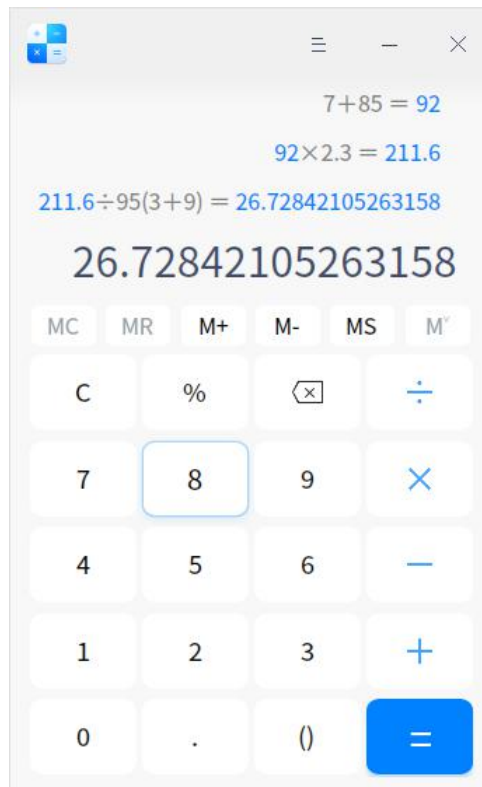 7+85 = 92
92×2.3 = 211.6
211.6÷95(3+9) = 26.72842105263158
26.72842105263158
MC MR M+ M- MS M˅
C % ÷
7 8 9 ×
4 5 6 −
1 2 3 +
0 . () =